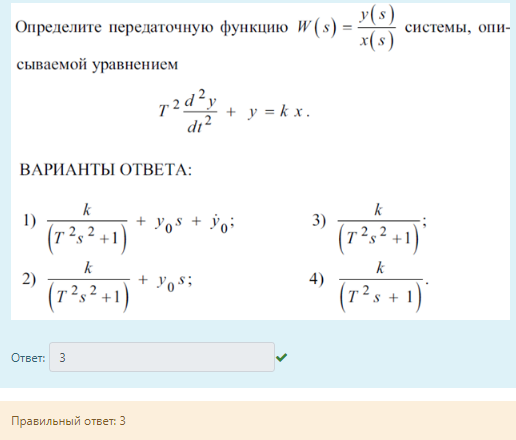 Определите передаточную функцию W(s) = y(s)/x(s) системы, опи-
сываемой уравнением
T² d²y/dt² + y = k x.
ВАРИАНТЫ ОТВЕТА:
1) k/(T²s² + 1) + y₀s + ẏ₀; 3) k/(T²s² + 1);
2) k/(T²s² + 1) + y₀s; 4) k/(T²s + 1).
Ответ: 3
Правильный ответ: 3